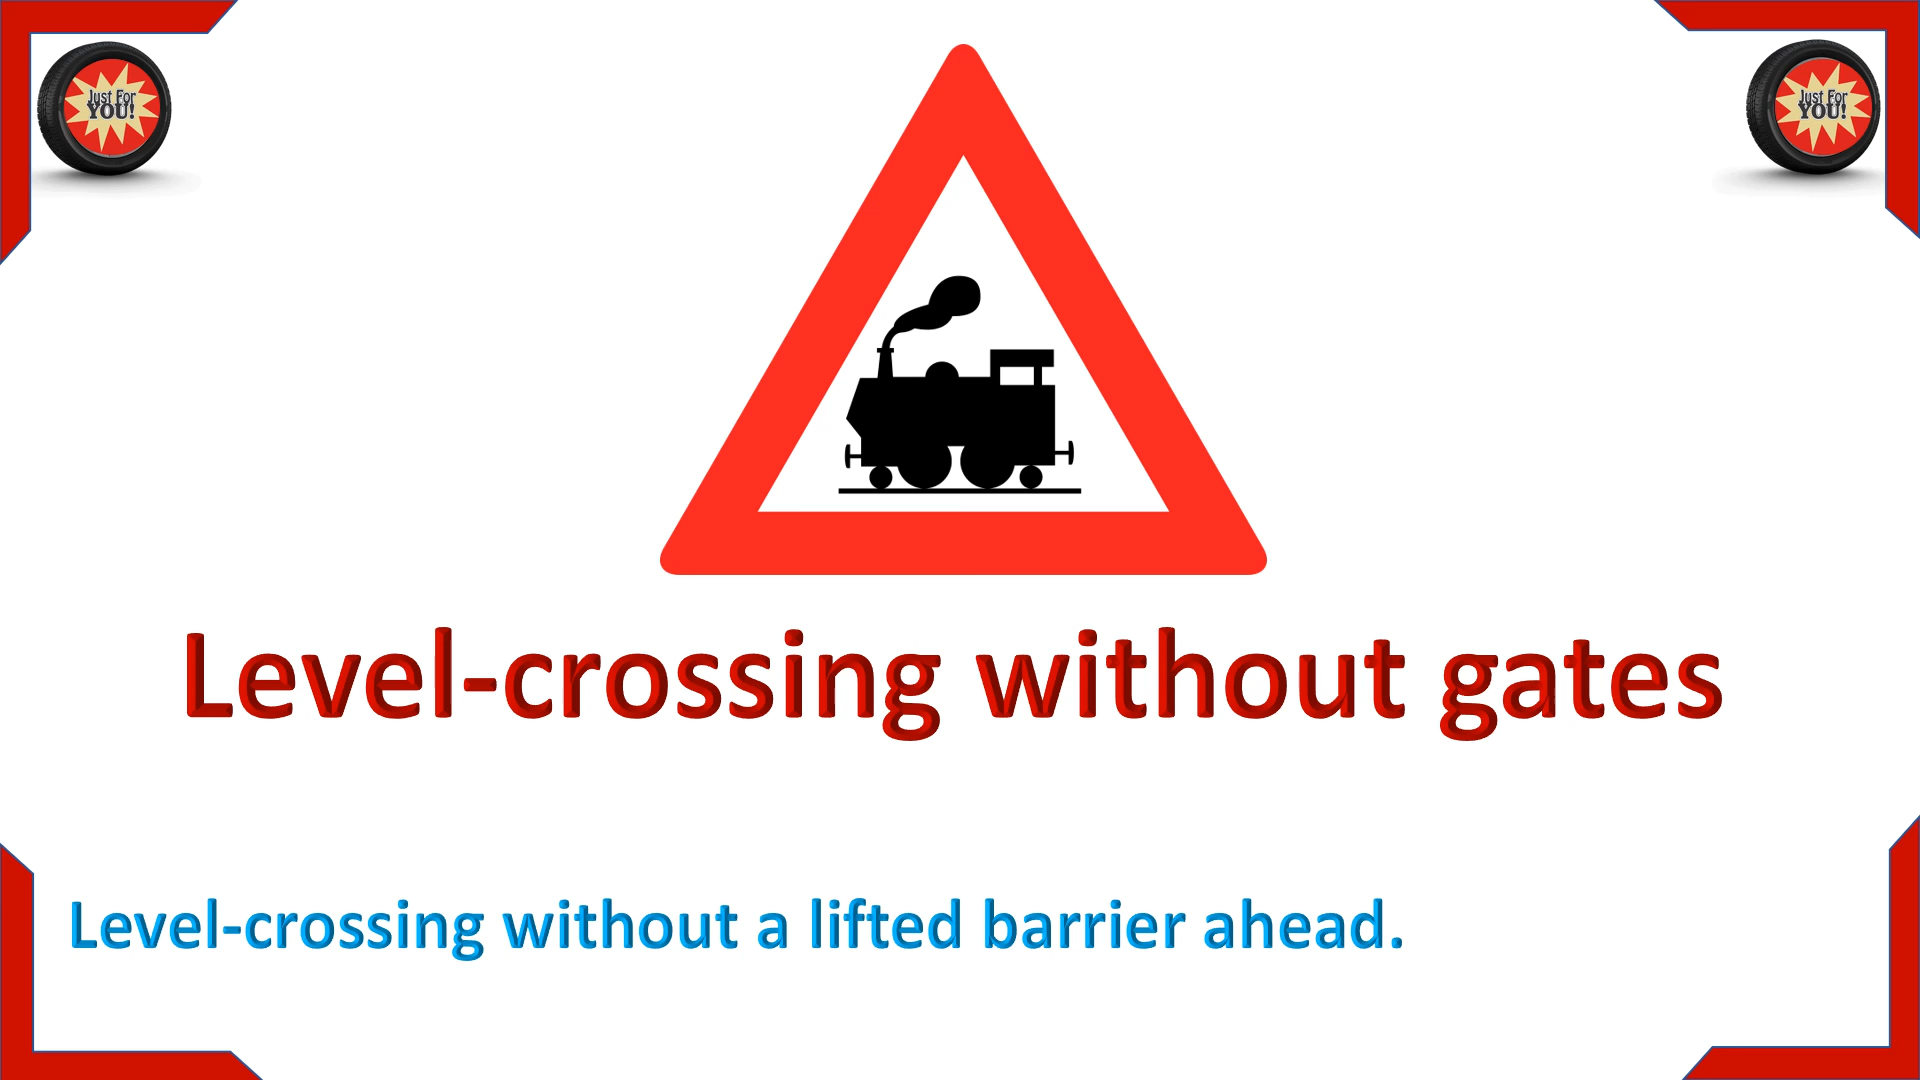 Just For
YOU!
Just For
YOU!
Level-crossing without gates
Level-crossing without a lifted barrier ahead.